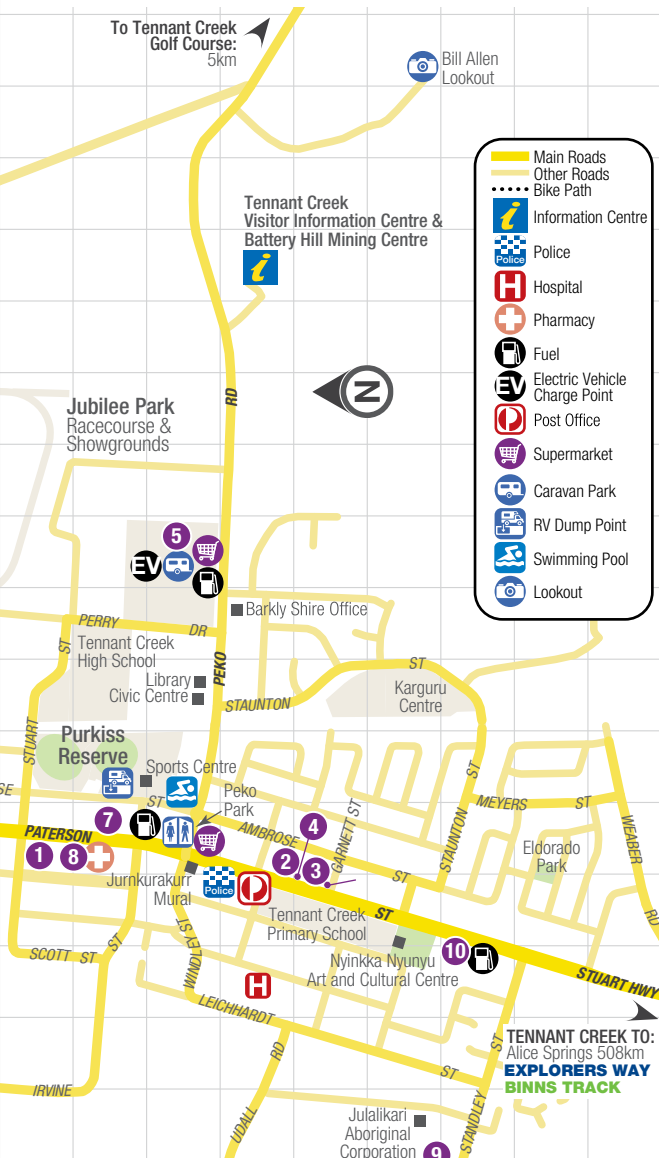 To Tennant Creek
Golf Course:
5km
Bill Allen
Lookout
Main Roads
Other Roads
Bike Path
i
Information Centre
Police
Police
H
Hospital
Pharmacy
Fuel
EV
Electric Vehicle
Charge Point
Post Office
Supermarket
Caravan Park
RV Dump Point
Swimming Pool
Lookout
Tennant Creek
Visitor Information Centre &
Battery Hill Mining Centre
i
N
RD
Jubilee Park
Racecourse &
Showgrounds
5
EV
Barkly Shire Office
PERRY
DR
ST
Tennant Creek
High School
PEKO
Library
Civic Centre
STAUNTON
ST
Karguru
Centre
STUART
Purkiss
Reserve
Sports Centre
SE
ST
Peko
Park
ST
MEYERS
ST
7
4
PATERSON
AMBROSE
GARNETT ST
STAUNTON
WEABER
1
8
2
3
Eldorado
Park
Jurnkurakurr
Mural
Police
ST
RD
Tennant Creek
Primary School
ST
SCOTT ST
ST
WINDLEY ST
10
Nyinkka Nyunyu
Art and Cultural Centre
H
STUART HWY
LEICHHARDT
TENNANT CREEK TO:
Alice Springs 508km
EXPLORERS WAY
BINNS TRACK
ST
RD
ST
IRVINE
UDALL
STANDLEY
Julalikari
Aboriginal
Corporation
9